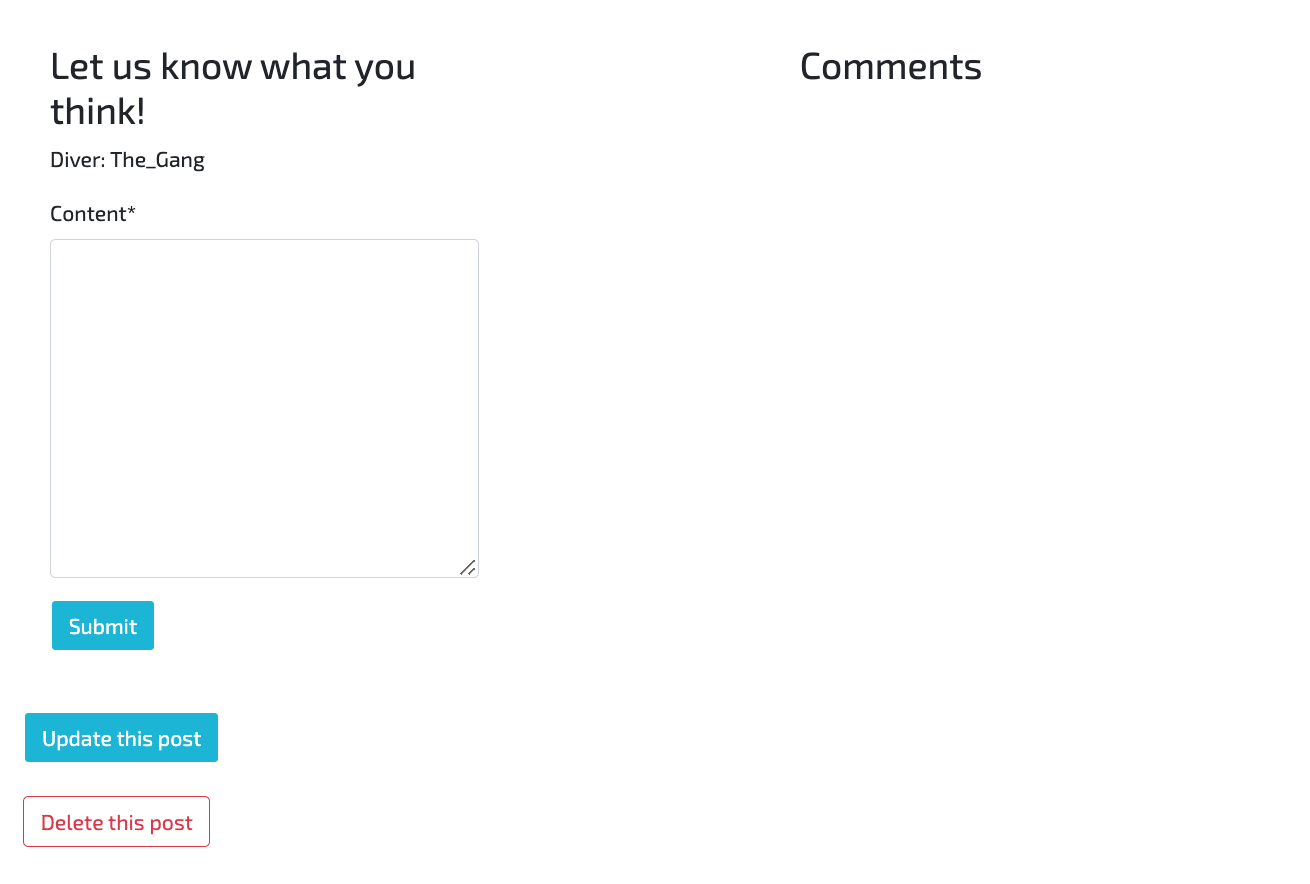 Let us know what you
think!
Diver: The_Gang
Content*
Submit
Comments
Update this post
Delete this post